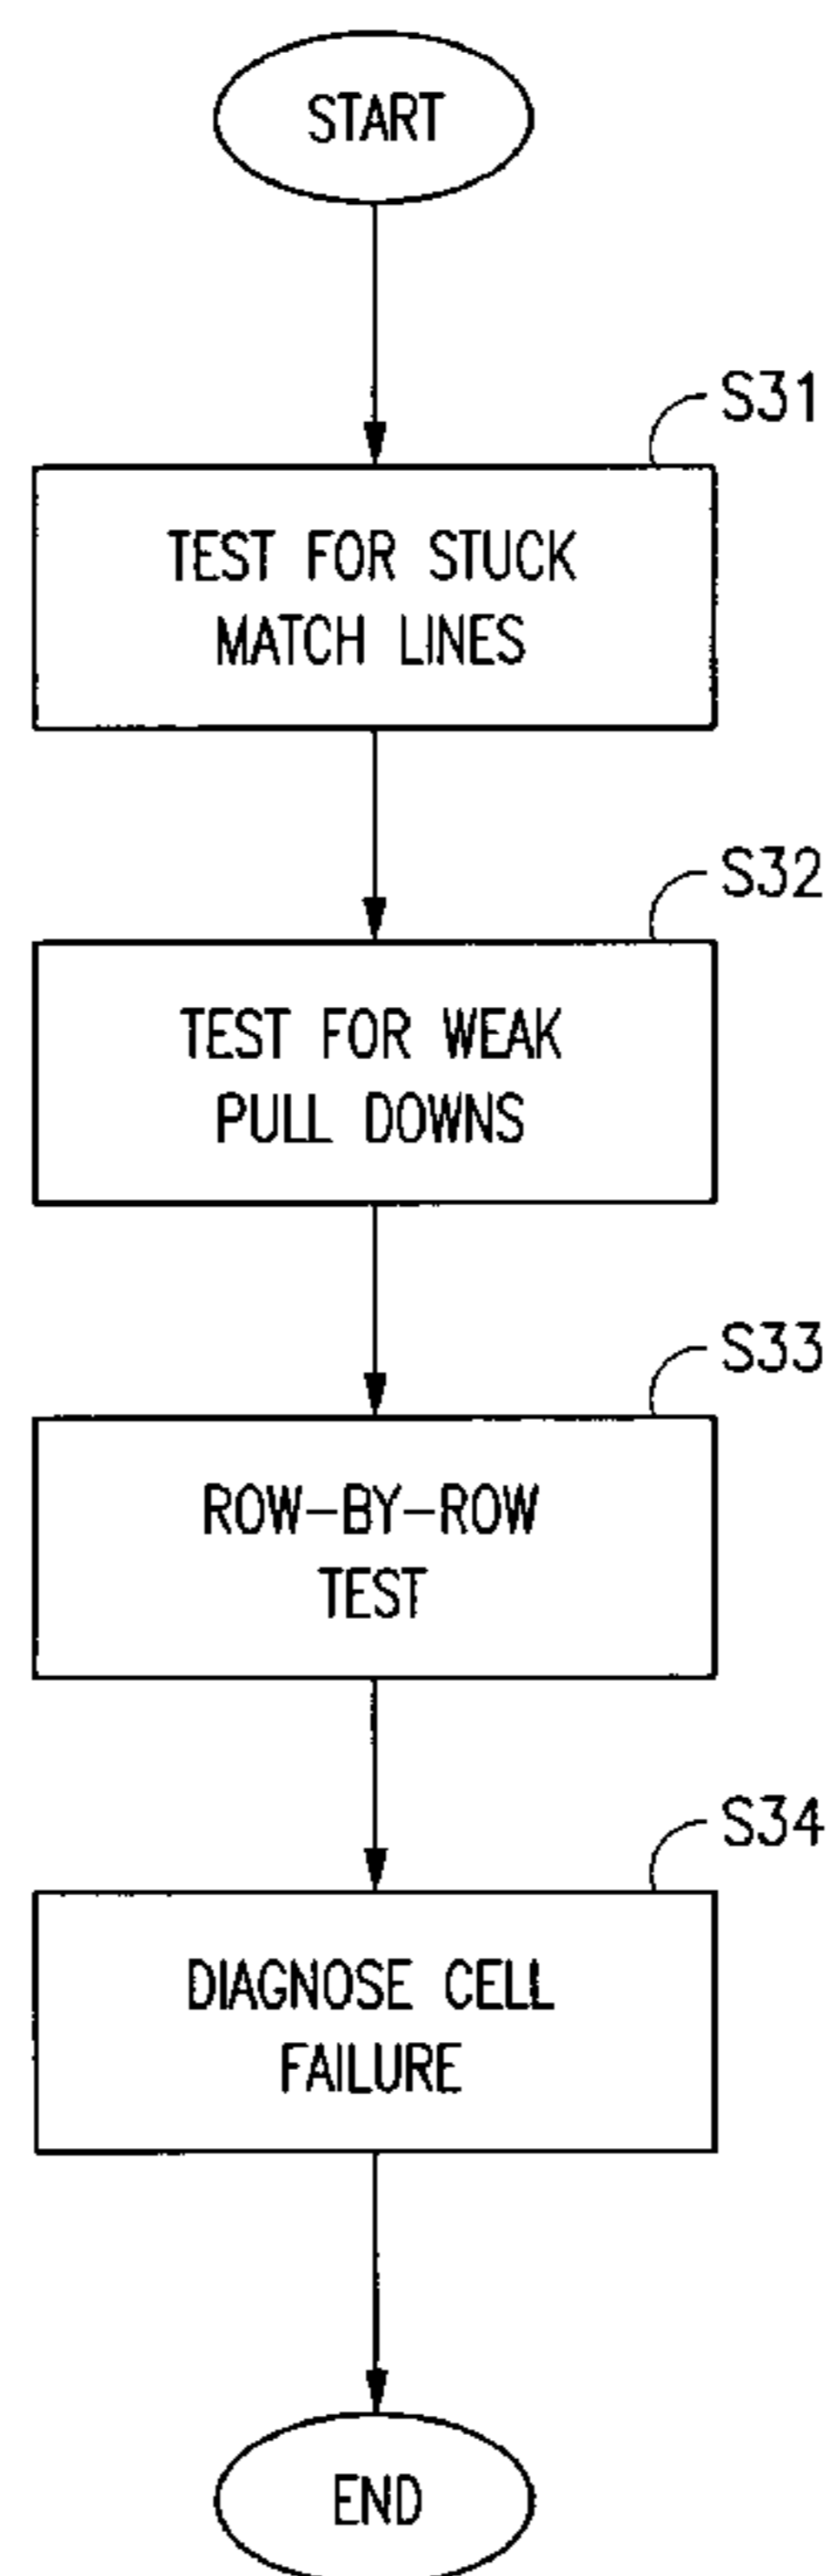 START
S31
TEST FOR STUCK
MATCH LINES
S32
TEST FOR WEAK
PULL DOWNS
S33
ROW-BY-ROW
TEST
S34
DIAGNOSE CELL
FAILURE
END